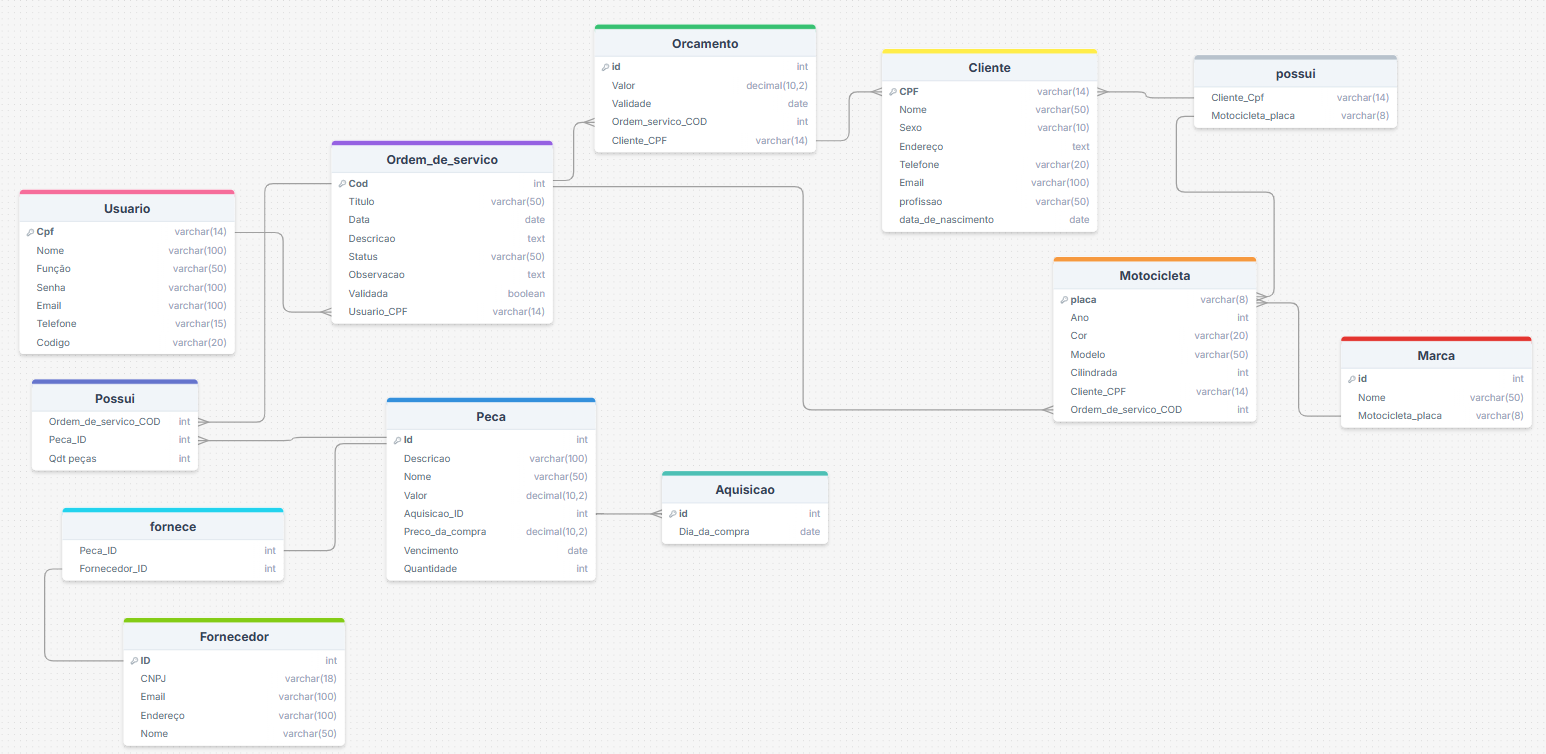 Orcamento
id int
Valor decimal(10,2)
Validade date
Ordem_servico_COD int
Cliente_CPF varchar(14)
Cliente
CPF varchar(14)
Nome varchar(50)
Sexo varchar(10)
Endereço text
Telefone varchar(20)
Email varchar(100)
profissao varchar(50)
data_de_nascimento date
possui
Cliente_Cpf varchar(14)
Motocicleta_placa varchar(8)
Ordem_de_servico
Cod int
Titulo varchar(50)
Data date
Descricao text
Status varchar(50)
Observacao text
Validada boolean
Usuario_CPF varchar(14)
Usuario
Cpf varchar(14)
Nome varchar(100)
Função varchar(50)
Senha varchar(100)
Email varchar(100)
Telefone varchar(15)
Codigo varchar(20)
Motocicleta
placa varchar(8)
Ano int
Cor varchar(20)
Modelo varchar(50)
Cilindrada int
Cliente_CPF varchar(14)
Ordem_de_servico_COD int
Marca
id int
Nome varchar(50)
Motocicleta_placa varchar(8)
Possui
Ordem_de_servico_COD int
Peca_ID int
Qdt peças int
Peca
Id int
Descricao varchar(100)
Nome varchar(50)
Valor decimal(10,2)
Aquisicao_ID int
Preco_da_compra decimal(10,2)
Vencimento date
Quantidade int
Aquisicao
id int
Dia_da_compra date
fornece
Peca_ID int
Fornecedor_ID int
Fornecedor
ID int
CNPJ varchar(18)
Email varchar(100)
Endereço varchar(100)
Nome varchar(50)